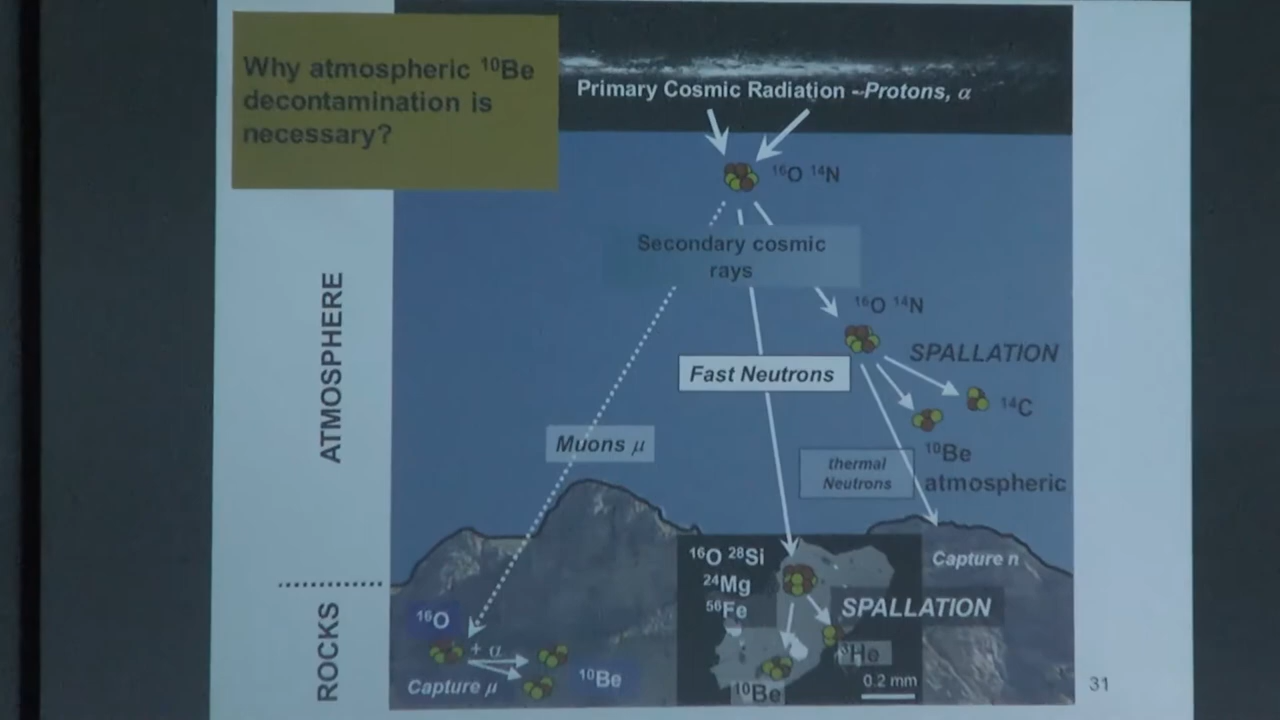 Why atmospheric ¹⁰Be
decontamination is
necessary?
Primary Cosmic Radiation - Protons, α
¹⁶O ¹⁴N
Secondary cosmic
rays
¹⁶O ¹⁴N
SPALLATION
Fast Neutrons
¹⁴C
Muons μ
¹⁰Be
atmospheric
thermal
Neutrons
ATMOSPHERE
¹⁶O ²⁸Si
²⁴Mg
⁵⁶Fe
Capture n
SPALLATION
ROCKS
¹⁶O
+ α
Capture μ
¹⁰Be
³He
¹⁰Be
0.2 mm
31